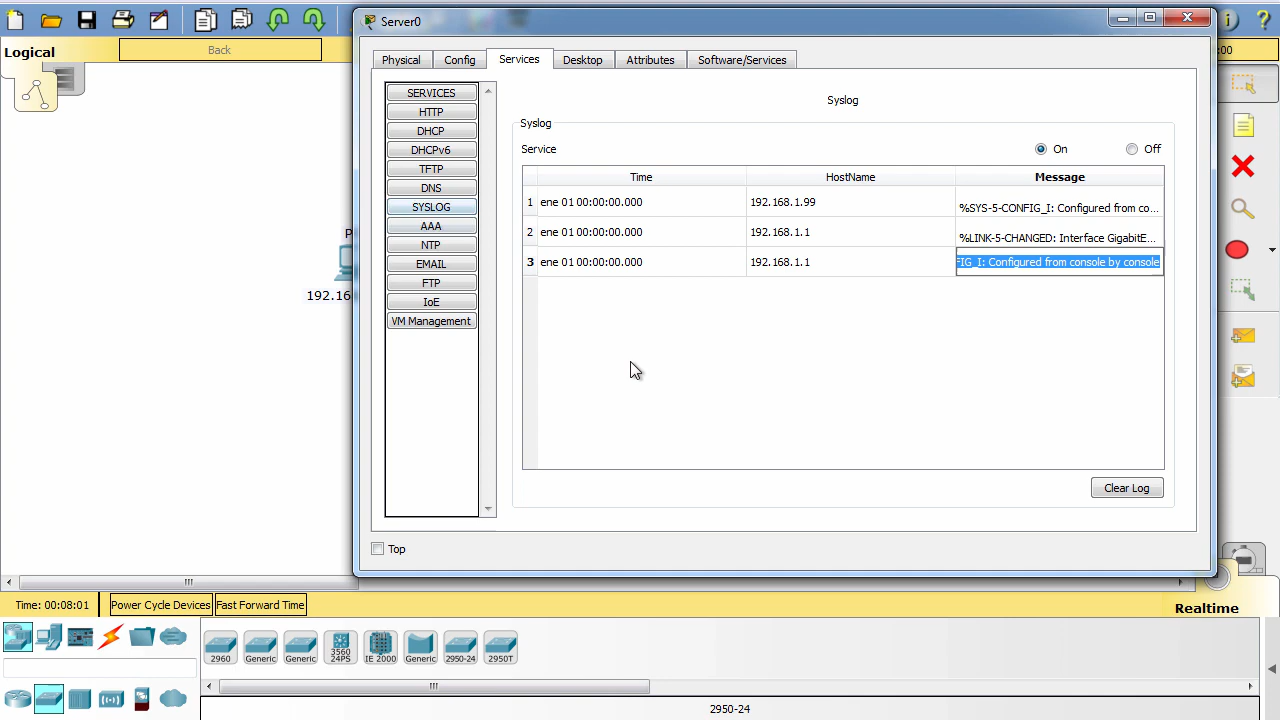 Server0
Logical
Back
:00
Physical
Config
Services
Desktop
Attributes
Software/Services
SERVICES
HTTP
DHCP
DHCPv6
TFTP
DNS
SYSLOG
AAA
NTP
EMAIL
FTP
IoE
VM Management
Syslog
Syslog
Service
On
Off
Time HostName Message
1 ene 01 00:00:00.000 192.168.1.99 %SYS-5-CONFIG_I: Configured from co...
2 ene 01 00:00:00.000 192.168.1.1 %LINK-5-CHANGED: Interface GigabitE...
3 ene 01 00:00:00.000 192.168.1.1 FIG_I: Configured from console by console
P
192.16
Clear Log
Top
Time: 00:08:01
Power Cycle Devices
Fast Forward Time
Realtime
2960
Generic
Generic
3560
24PS
IE 2000
Generic
2950-24
2950T
2950-24